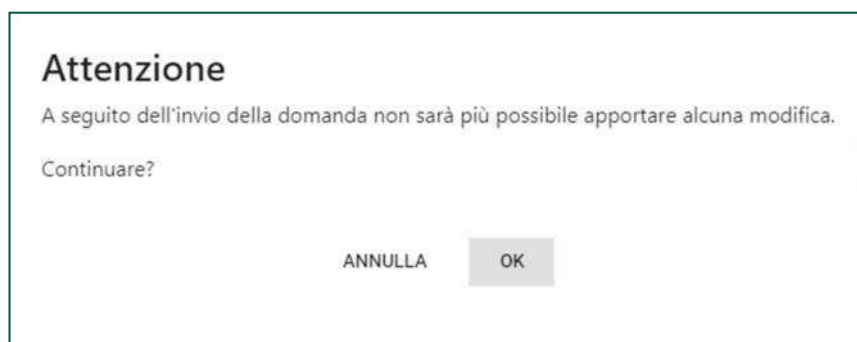 Attenzione
A seguito dell'invio della domanda non sarà più possibile apportare alcuna modifica.
Continuare?
ANNULLA OK